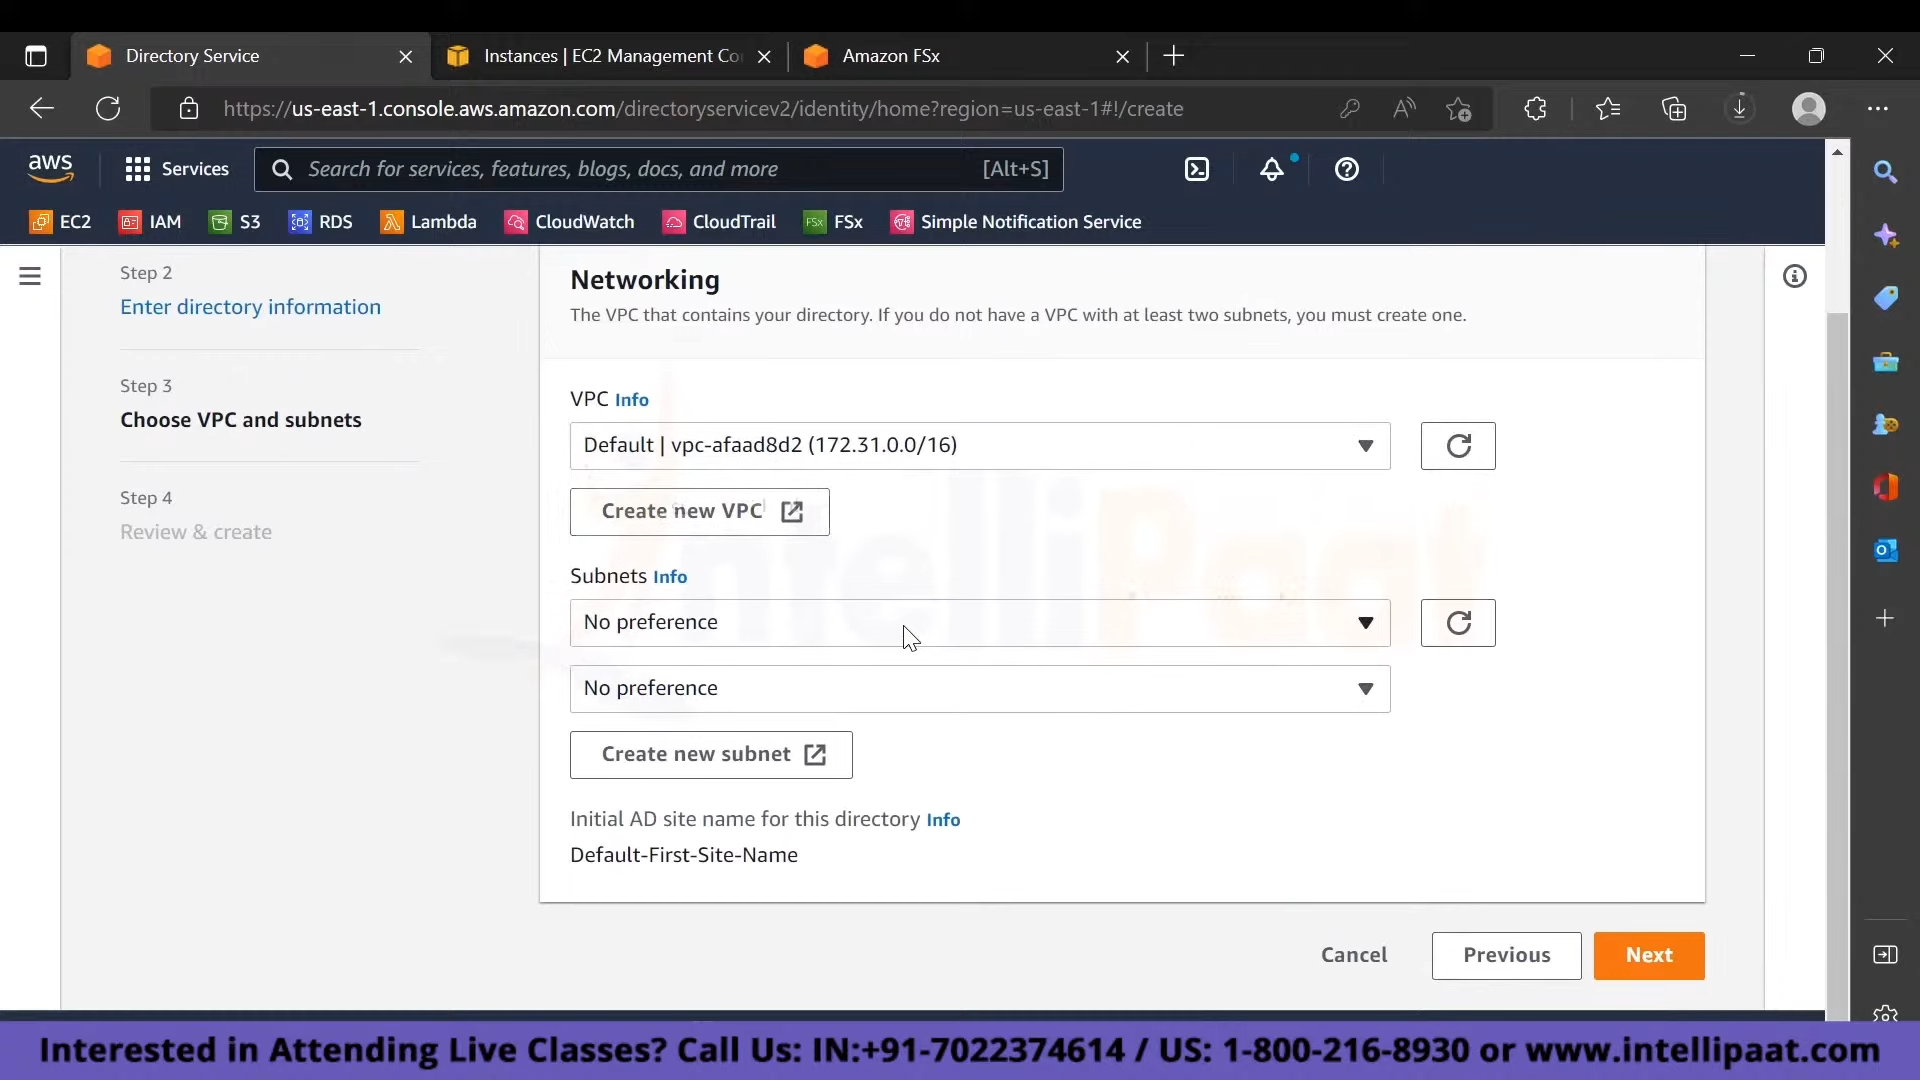 Directory Service
Instances | EC2 Management Co
Amazon FSx
https://us-east-1.console.aws.amazon.com/directoryservicev2/identity/home?region=us-east-1#!/create
aws
Services
Search for services, features, blogs, docs, and more
[Alt+S]
EC2
IAM
S3
RDS
Lambda
CloudWatch
CloudTrail
FSx
FSx
Simple Notification Service
Step 2
Enter directory information
Step 3
Choose VPC and subnets
Step 4
Review & create
Networking
The VPC that contains your directory. If you do not have a VPC with at least two subnets, you must create one.
VPC Info
Default | vpc-afaad8d2 (172.31.0.0/16)
Create new VPC
Subnets Info
No preference
No preference
Create new subnet
Initial AD site name for this directory Info
Default-First-Site-Name
Cancel
Previous
Next
IntelliPaat
Interested in Attending Live Classes? Call Us: IN:+91-7022374614 / US: 1-800-216-8930 or www.intellipaat.com